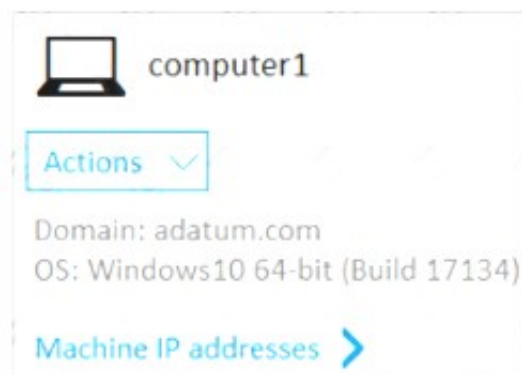 computer1
Actions
Domain: adatum.com
OS: Windows10 64-bit (Build 17134)
Machine IP addresses